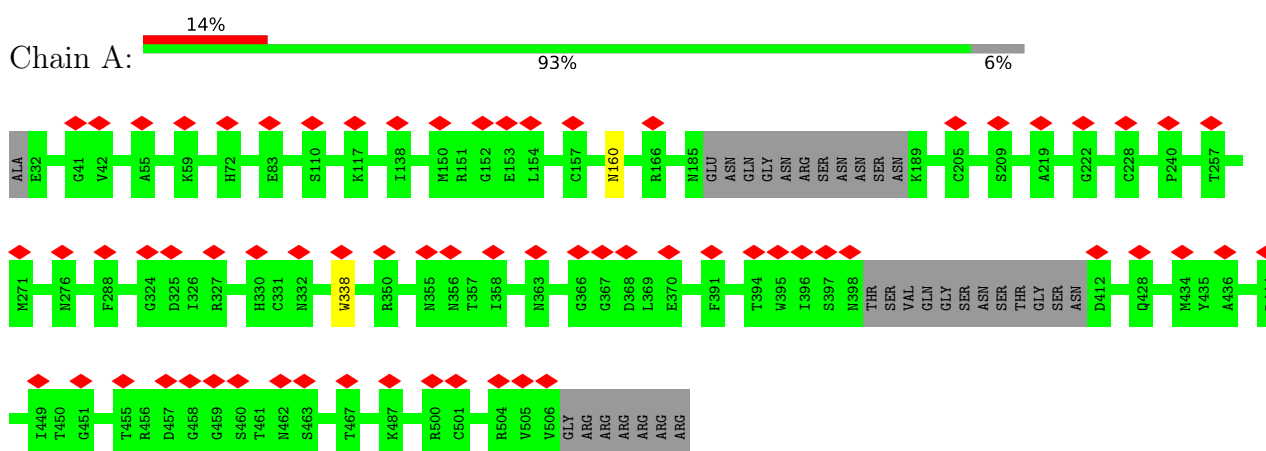 14%
Chain A:
93% 6%
ALA E32 G41 V42 A55 K59 H72 E83 S110 K117 I138 M150 R151 G152 E153 L154 C157 N160 R166 N185 GLU ASN GLN GLY ASN ARG SER ASN ASN SER ASN K189 C205 S209 A219 G222 C228 P240 T257
M271 N276 F288 G324 D325 I326 R327 H330 C331 N332 W338 R350 N355 N356 T357 I358 N363 G366 G367 D368 L369 E370 F391 T394 W395 I396 S397 N398 THR SER VAL GLN GLY SER ASN SER THR GLY SER ASN D412 Q428 M434 Y435 A436
I449 T450 G451 T455 R456 D457 G458 G459 S460 T461 N462 S463 T467 K487 R500 C501 R504 V505 V506 GLY ARG ARG ARG ARG ARG ARG